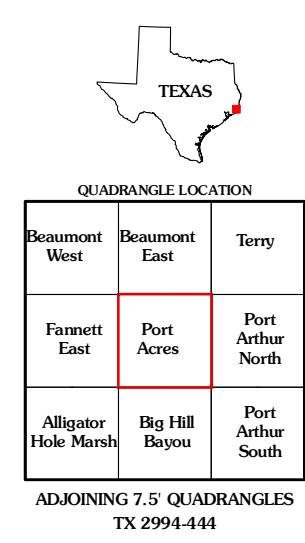 TEXAS
QUADRANGLE LOCATION
Beaumont
West
Beaumont
East
Terry
Fannett
East
Port
Acres
Port
Arthur
North
Alligator
Hole Marsh
Big Hill
Bayou
Port
Arthur
South
ADJOINING 7.5' QUADRANGLES
TX 2994-444